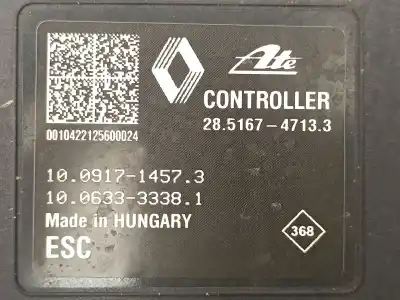 Ate
CONTROLLER
28.5167-4713.3
0010422125600024
10.0917-1457.3
10.0633-3338.1
Made in HUNGARY
ESC
368